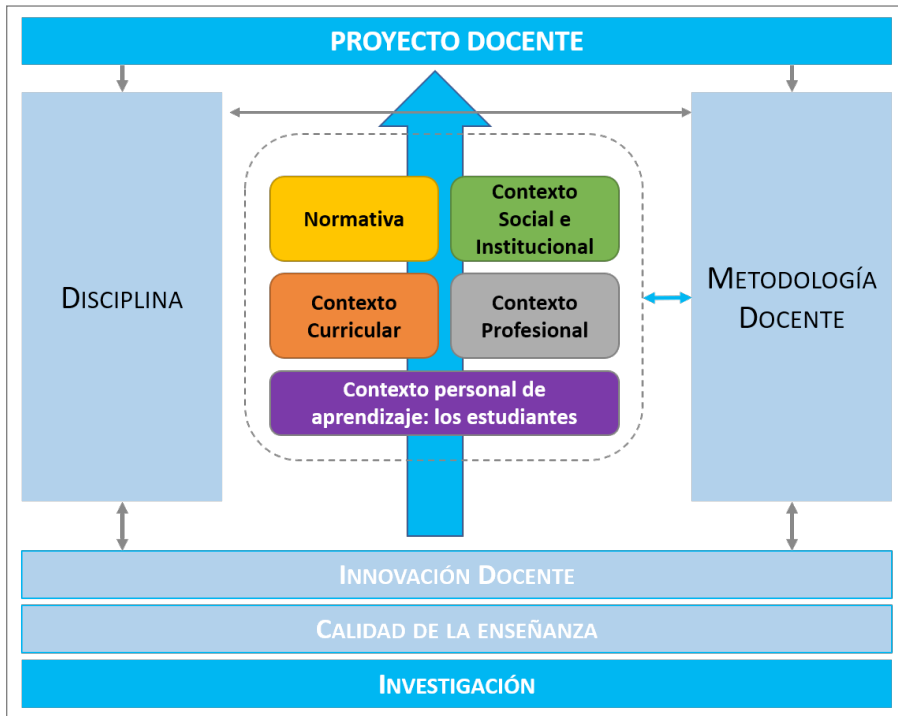 PROYECTO DOCENTE
DISCIPLINA
Normativa
Contexto
Social e
Institucional
Contexto
Curricular
Contexto
Profesional
Contexto personal de
aprendizaje: los estudiantes
METODOLOGÍA
DOCENTE
INNOVACIÓN DOCENTE
CALIDAD DE LA ENSEÑANZA
INVESTIGACIÓN